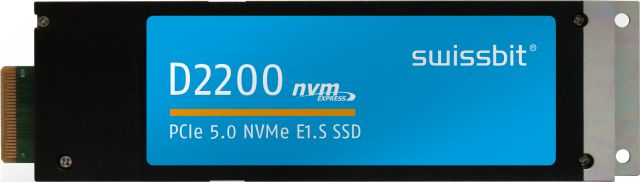 swissbit®
D2200 nvm EXPRESS
PCIe 5.0 NVMe E1.S SSD